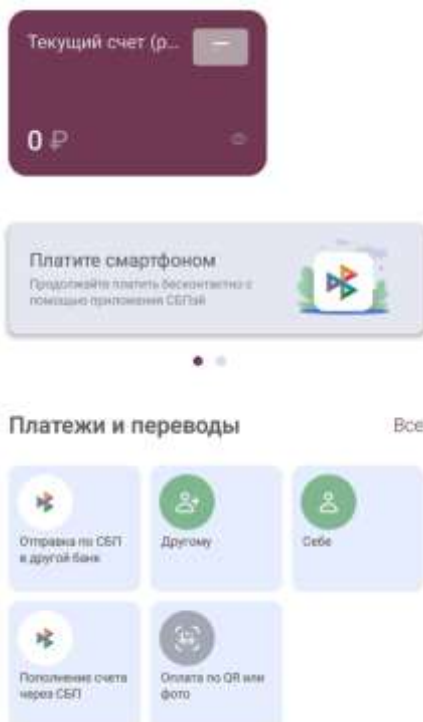 Текущий счет (р...
0 ₽
Платите смартфоном
Продолжайте платить бесконтактно с
помощью приложения СБПэй
Платежи и переводы
Все
Отправка по СБП
в другой банк
Другому
Себе
Пополнение счета
через СБП
Оплата по QR или
фото